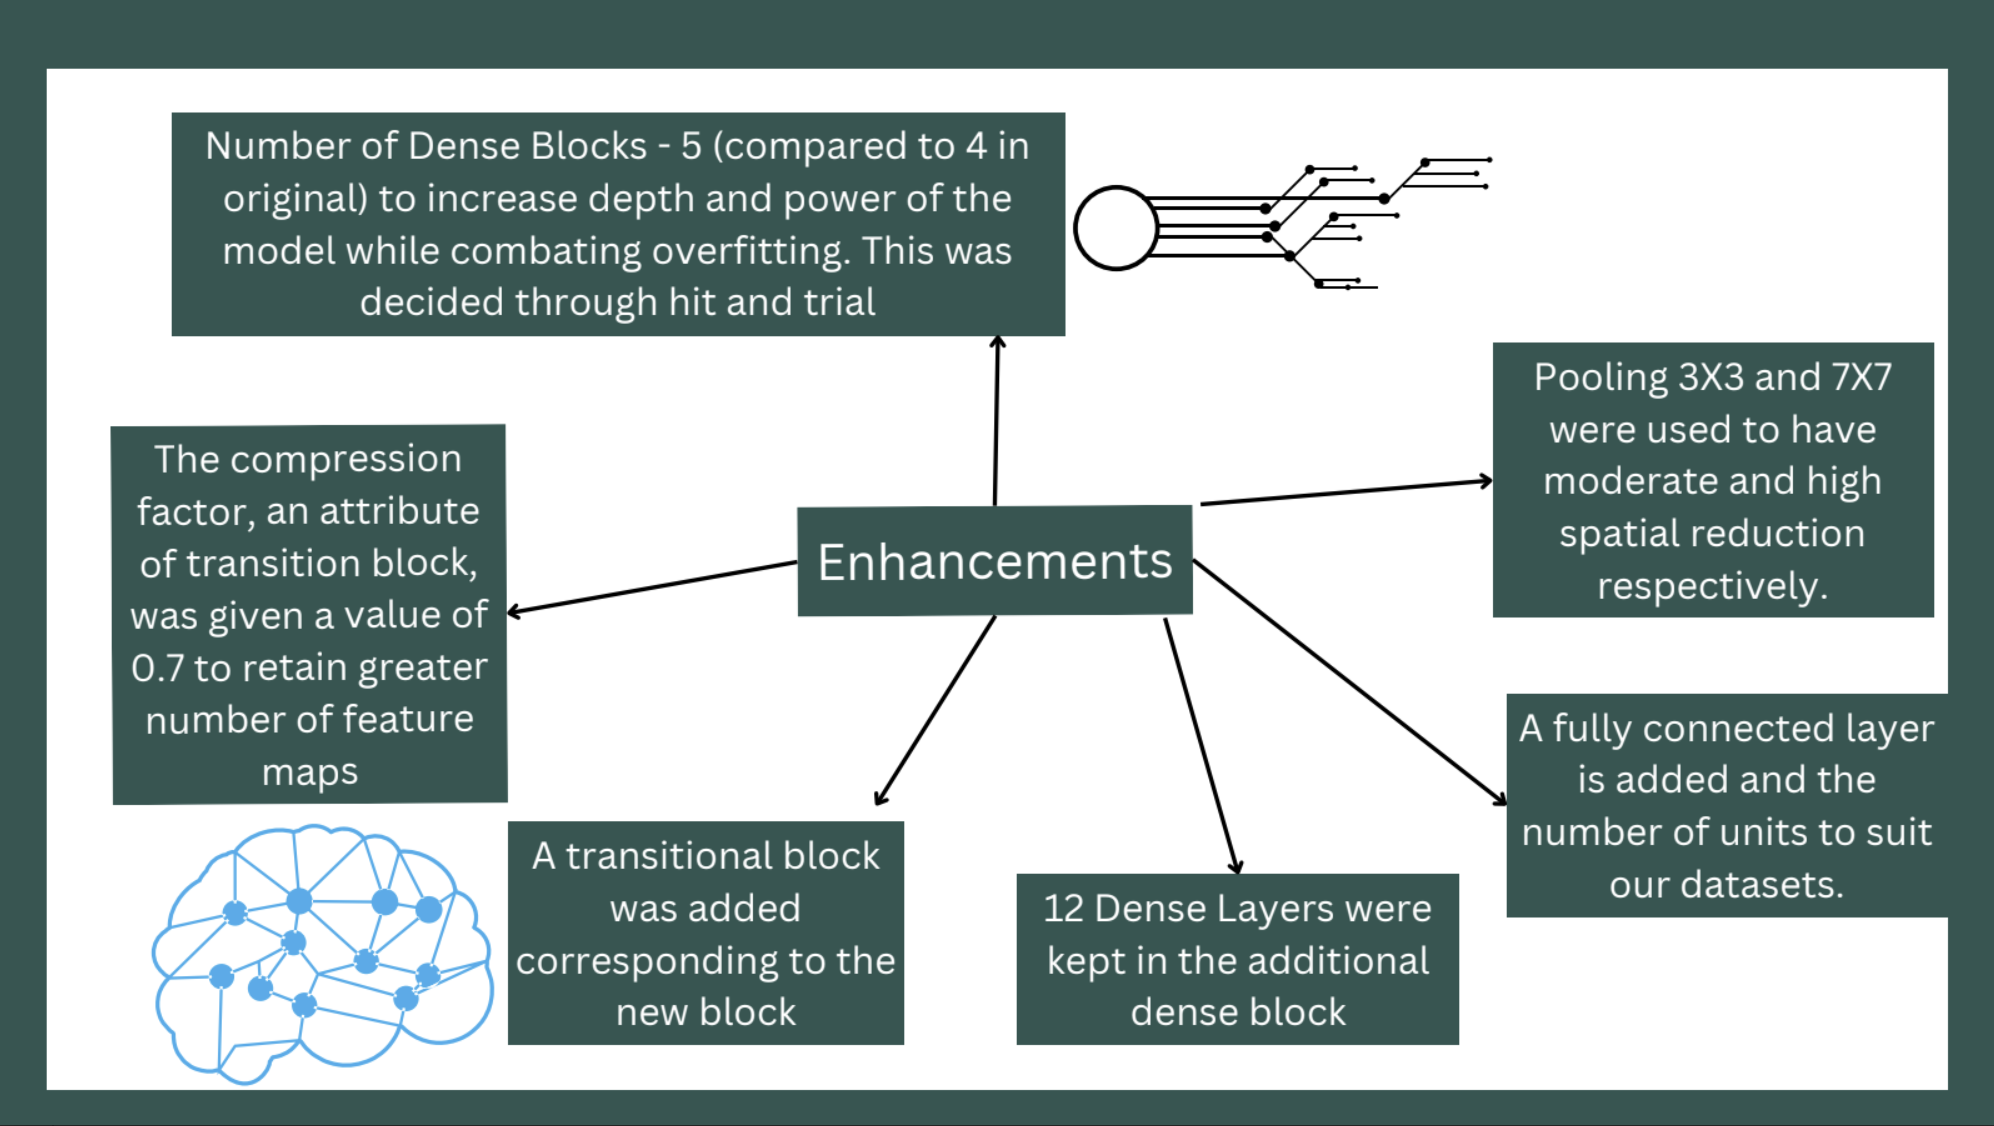 Number of Dense Blocks - 5 (compared to 4 in
original) to increase depth and power of the
model while combating overfitting. This was
decided through hit and trial
Pooling 3X3 and 7X7
were used to have
moderate and high
spatial reduction
respectively.
The compression
factor, an attribute
of transition block,
was given a value of
0.7 to retain greater
number of feature
maps
Enhancements
A fully connected layer
is added and the
number of units to suit
our datasets.
A transitional block
was added
corresponding to the
new block
12 Dense Layers were
kept in the additional
dense block